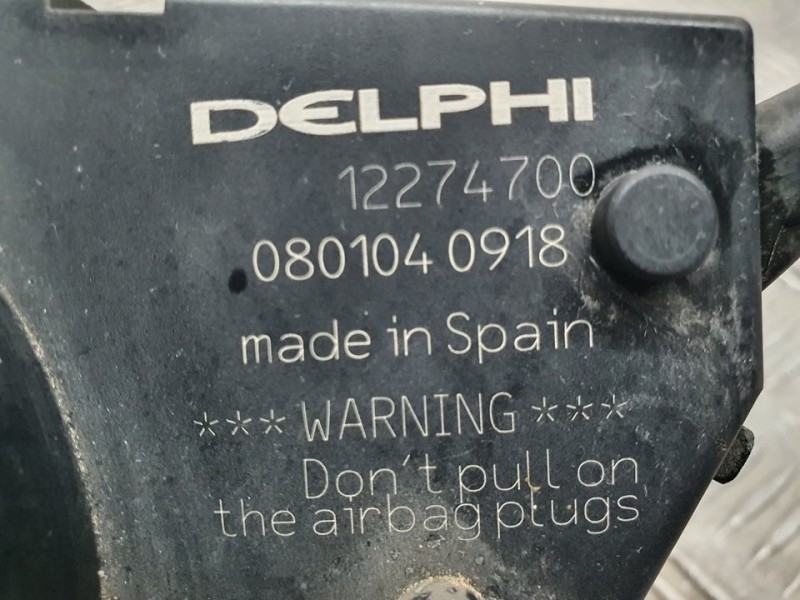 DELPHI
12274700
080104 0918
made in Spain
*** WARNING ***
Don't pull on
the airbag plugs